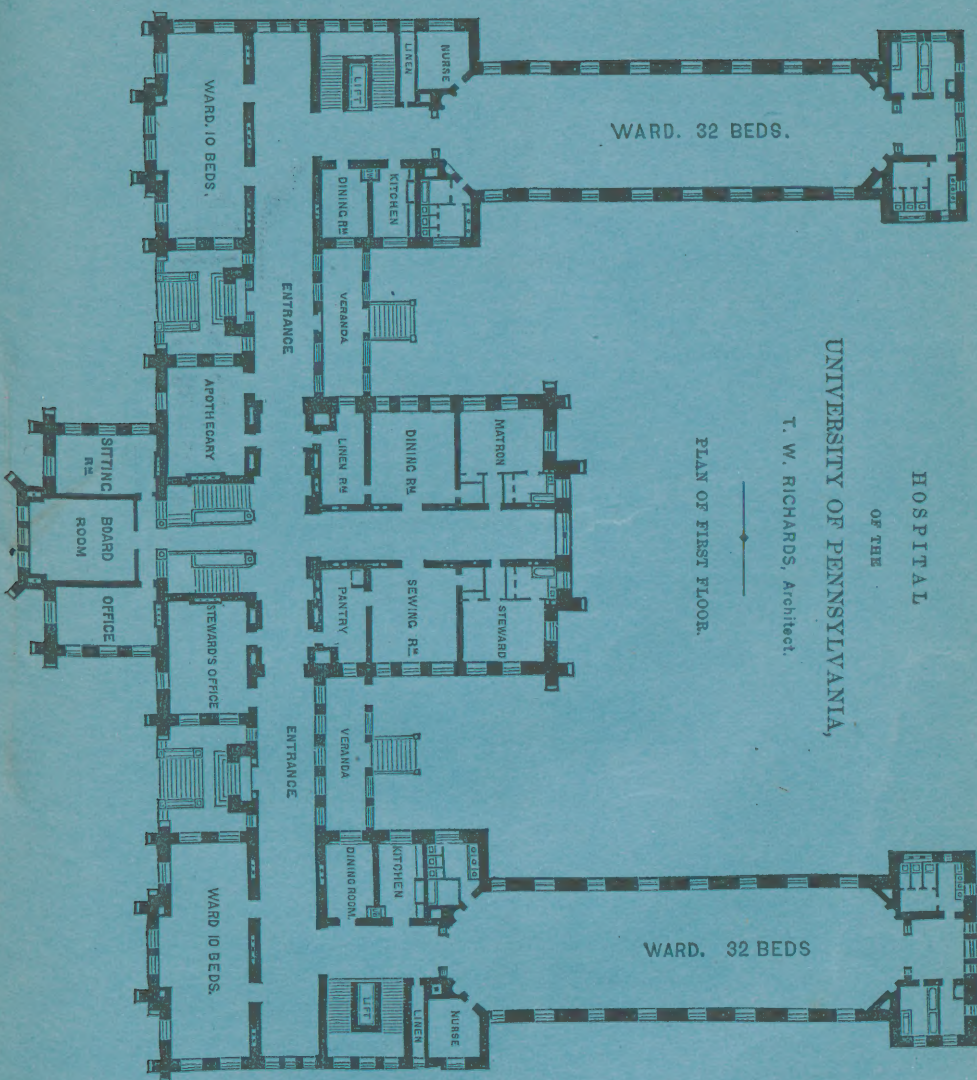 HOSPITAL
OF THE
UNIVERSITY OF PENNSYLVANIA,
T. W. RICHARDS, Architect.
PLAN OF FIRST FLOOR.
WARD. 32 BEDS.
NURSE
LINEN
LIFT
KITCHEN
DINING RM
WARD. 10 BEDS.
ENTRANCE
VERANDA
APOTHECARY
MATRON
DINING RM
LINEN RM
SITTING
RM
BOARD
ROOM
OFFICE
STEWARD
SEWING RM
PANTRY
STEWARD'S OFFICE
ENTRANCE
VERANDA
KITCHEN
DINING ROOM.
WARD 10 BEDS.
LIFT
LINEN
NURSE
WARD. 32 BEDS